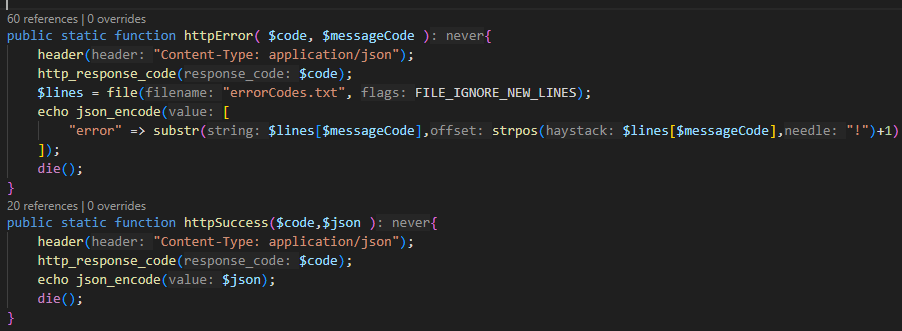 60 references | 0 overrides
public static function httpError( $code, $messageCode ): never{
    header(header: "Content-Type: application/json");
    http_response_code(response_code: $code);
    $lines = file(filename: "errorCodes.txt", flags: FILE_IGNORE_NEW_LINES);
    echo json_encode(value: [
        "error" => substr(string: $lines[$messageCode],offset: strpos(haystack: $lines[$messageCode],needle: "!")+1)
    ]);
    die();
}
20 references | 0 overrides
public static function httpSuccess($code,$json ): never{
    header(header: "Content-Type: application/json");
    http_response_code(response_code: $code);
    echo json_encode(value: $json);
    die();
}